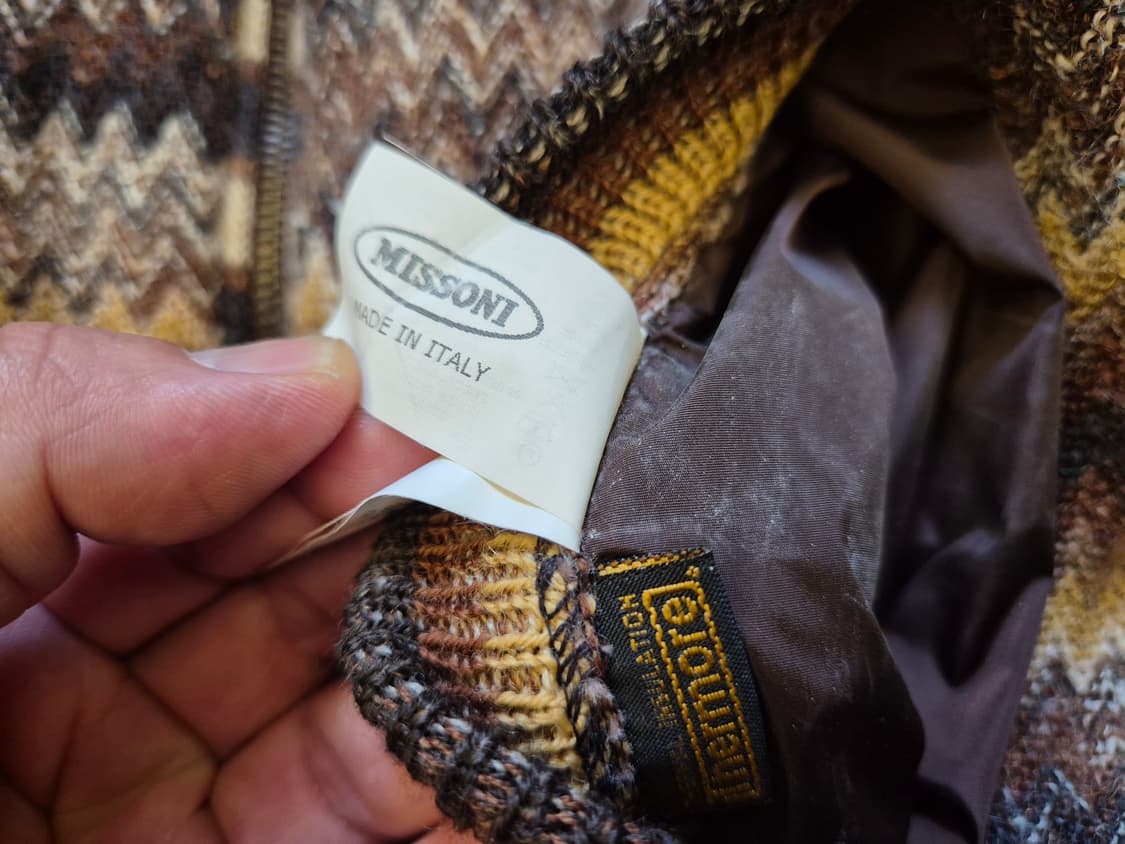 MISSONI
MADE IN ITALY
thermore
INSULATION